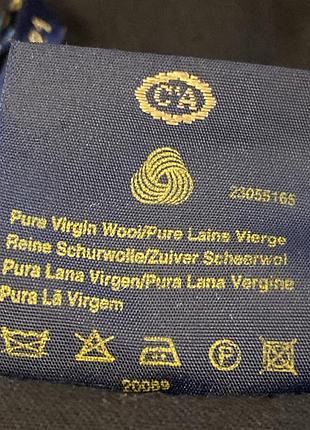 C&A
23055165
Pure Virgin Wool/Pure Laine Vierge
Reine Schurwolle/Zuiver Scheerwol
Pura Lana Virgen/Pura Lana Vergine
Pura Lã Virgem
P
20089